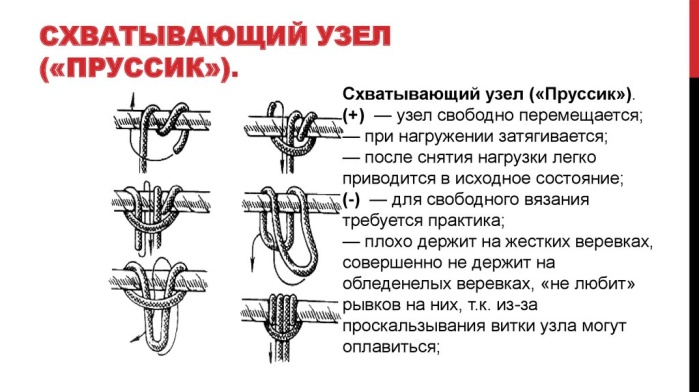 СХВАТЫВАЮЩИЙ УЗЕЛ
(«ПРУССИК»).
Схватывающий узел («Пруссик»).
(+)  — узел свободно перемещается;
— при нагружении затягивается;
— после снятия нагрузки легко
приводится в исходное состояние;
(-)  — для свободного вязания
требуется практика;
— плохо держит на жестких веревках,
совершенно не держит на
обледенелых веревках, «не любит»
рывков на них, т.к. из-за
проскальзывания витки узла могут
оплавиться;